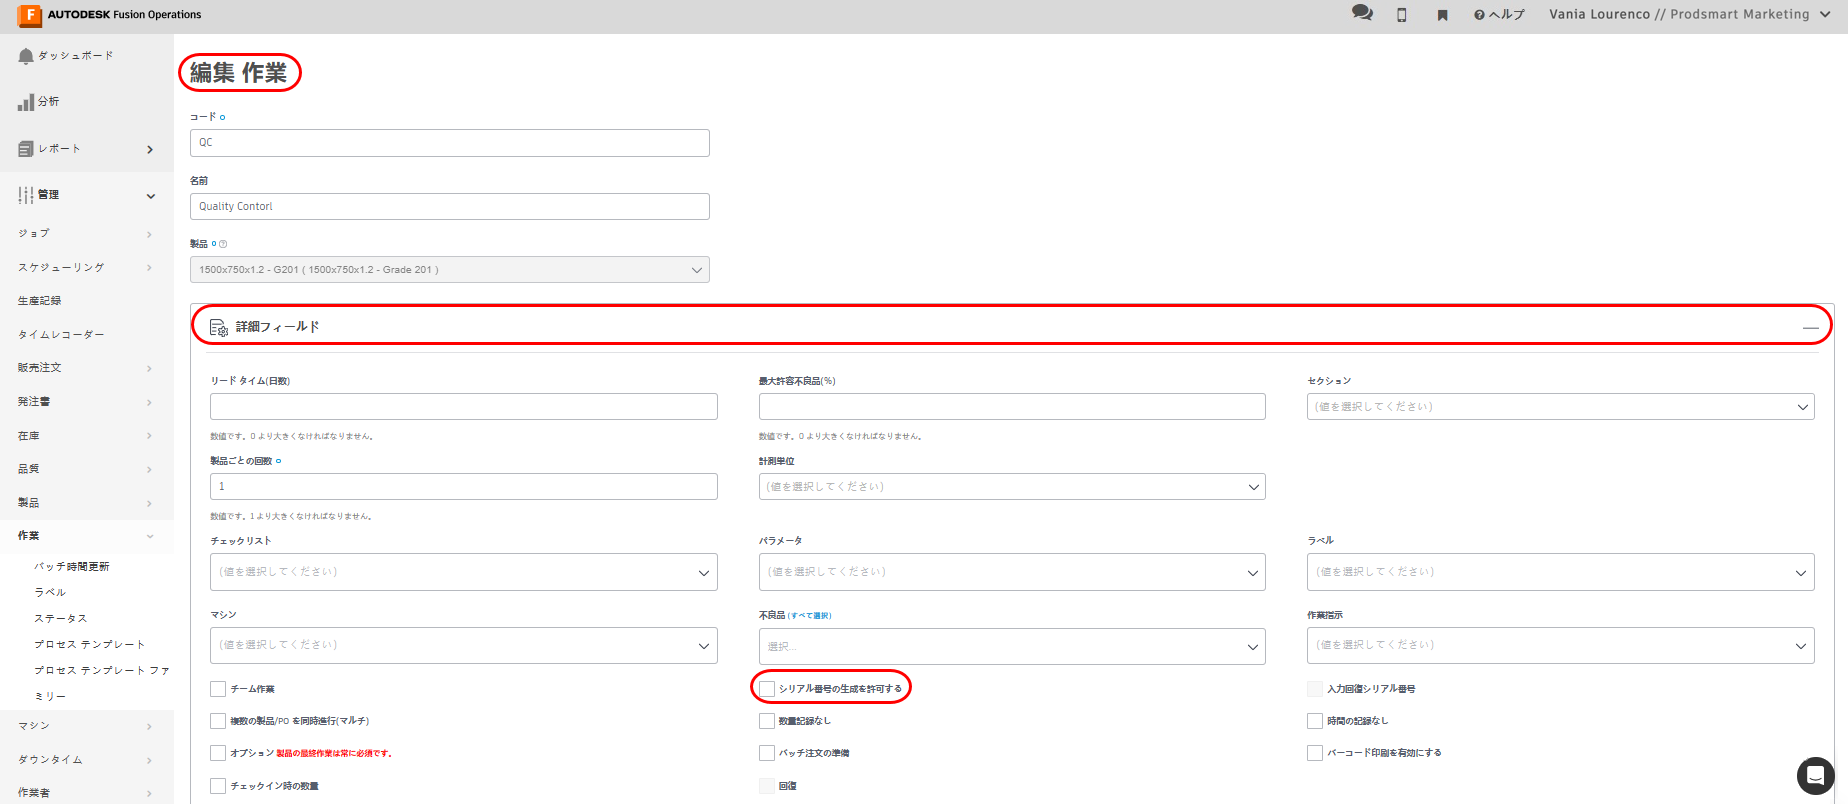 AUTODESK Fusion Operations
ヘルプ
Vania Lourenco // Prodsmart Marketing
ダッシュボード
分析
レポート
管理
ジョブ
スケジューリング
生産記録
タイムレコーダー
販売注文
発注書
在庫
品質
製品
作業
バッチ時間更新
ラベル
ステータス
プロセス テンプレート
プロセス テンプレート ファ
ミリー
マシン
ダウンタイム
作業者
編集 作業
コード
QC
名前
Quality Contorl
製品
1500x750x1.2 - G201 ( 1500x750x1.2 - Grade 201 )
詳細フィールド
リード タイム(日数)
最大許容不良品(%)
セクション
(値を選択してください)
数値です。0 より大きくなければなりません。
数値です。0 より大きくなければなりません。
製品ごとの回数
計測単位
1
(値を選択してください)
数値です。1 より大きくなければなりません。
チェックリスト
パラメータ
ラベル
(値を選択してください)
(値を選択してください)
(値を選択してください)
マシン
不良品 (すべて選択)
作業指示
(値を選択してください)
選択...
(値を選択してください)
チーム作業
シリアル番号の生成を許可する
入力回復シリアル番号
複数の製品/PO を同時進行(マルチ)
数量記録なし
時間の記録なし
オプション 製品の最終作業は常に必須です。
バッチ注文の準備
バーコード印刷を有効にする
チェックイン時の数量
回復